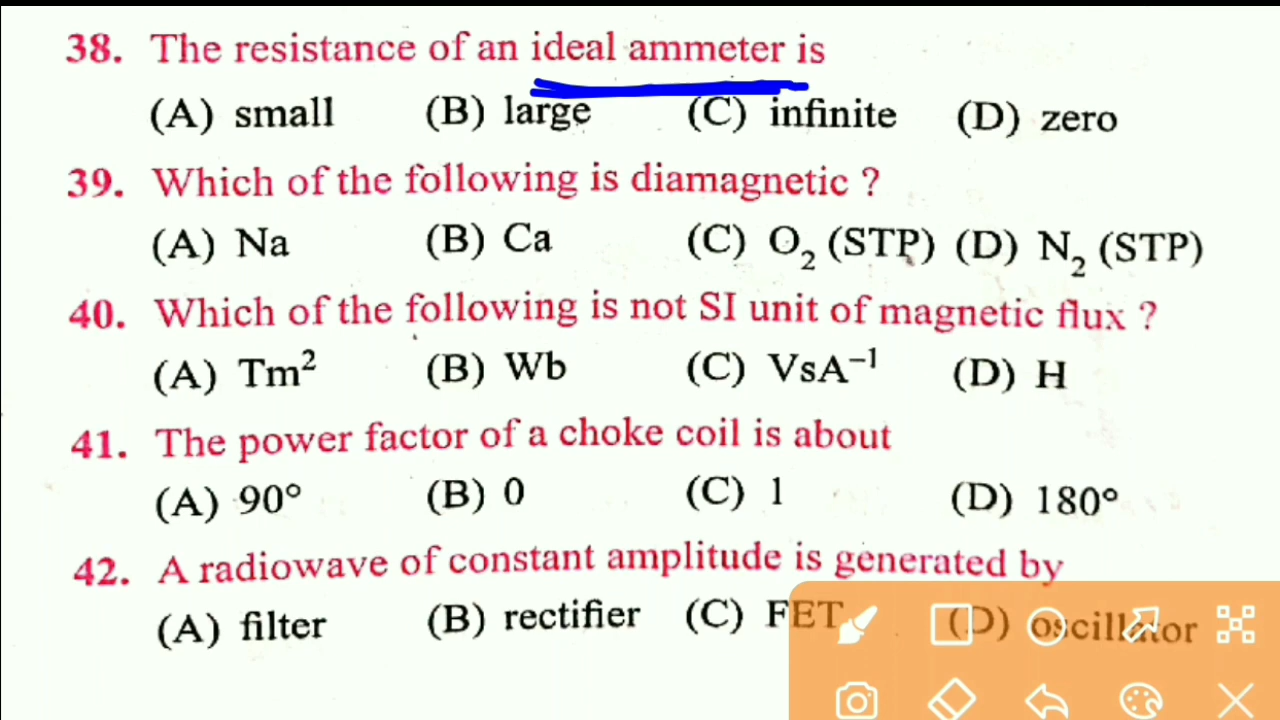 38. The resistance of an ideal ammeter is
(A) small (B) large (C) infinite (D) zero
39. Which of the following is diamagnetic ?
(A) Na (B) Ca (C) O₂ (STP) (D) N₂ (STP)
40. Which of the following is not SI unit of magnetic flux ?
(A) Tm² (B) Wb (C) VsA⁻¹ (D) H
41. The power factor of a choke coil is about
(A) 90° (B) 0 (C) 1 (D) 180°
42. A radiowave of constant amplitude is generated by
(A) filter (B) rectifier (C) FET (D) oscillator